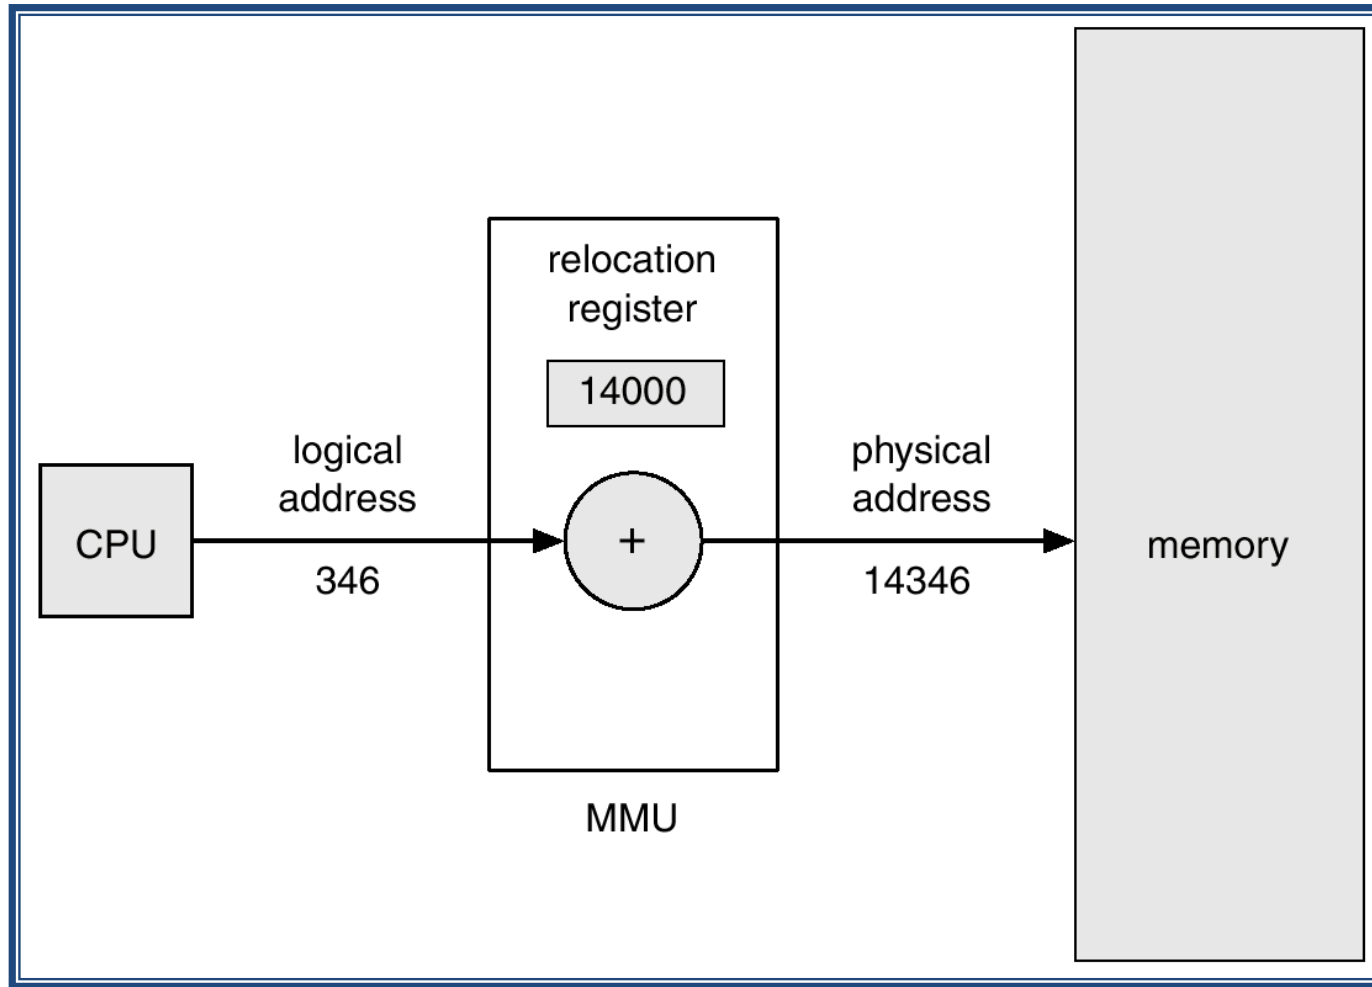 relocation
register
14000
logical
address
physical
address
CPU
+
memory
346
14346
MMU